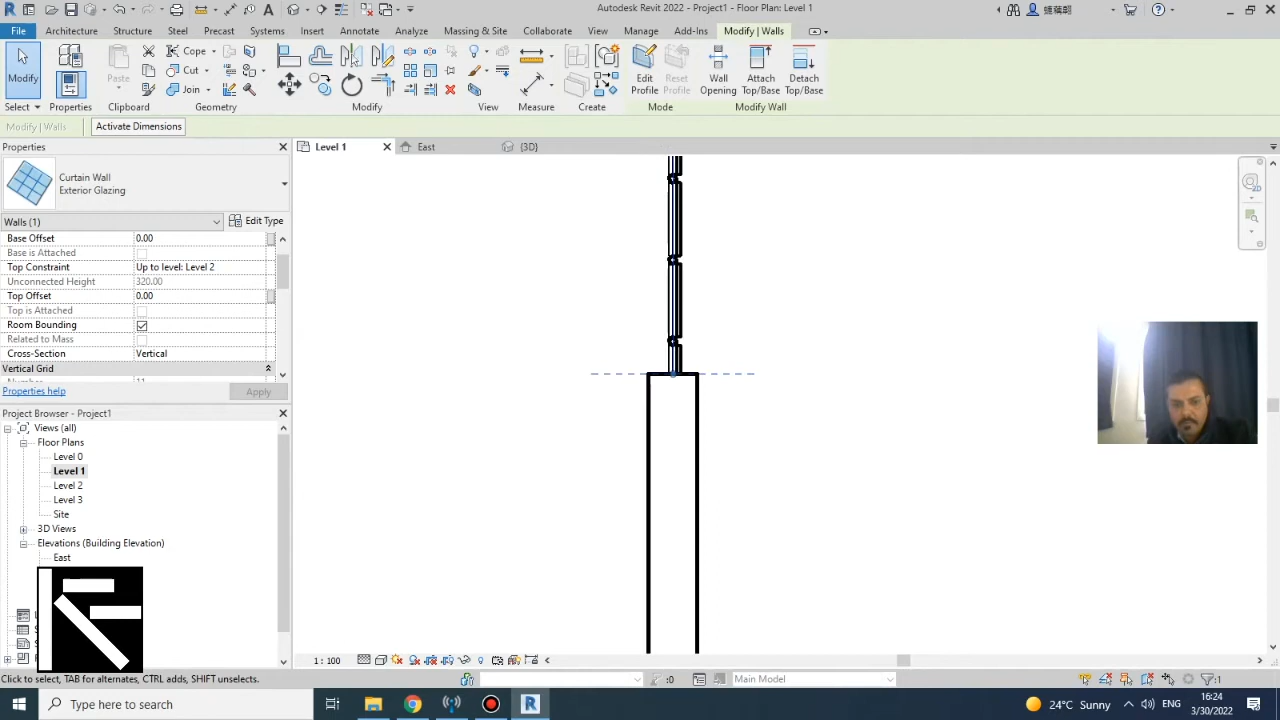 Autodesk Revit 2022 - Project1 - Floor Plan: Level 1
File Architecture Structure Steel Precast Systems Insert Annotate Analyze Massing & Site Collaborate View Manage Add-Ins Modify | Walls
Modify Paste Cope Cut Join Edit Profile Reset Profile Wall Opening Attach Top/Base Detach Top/Base
Select Properties Clipboard Geometry Modify View Measure Create Mode Modify Wall
Modify | Walls Activate Dimensions
Properties
Level 1 East {3D}
Curtain Wall
Exterior Glazing
Walls (1) Edit Type
Base Offset 0.00
Base is Attached
Top Constraint Up to level: Level 2
Unconnected Height 320.00
Top Offset 0.00
Top is Attached
Room Bounding
Related to Mass
Cross-Section Vertical
Vertical Grid
Properties help Apply
Project Browser - Project1
Views (all)
Floor Plans
Level 0
Level 1
Level 2
Level 3
Site
3D Views
Elevations (Building Elevation)
East
1 : 100
Click to select, TAB for alternates, CTRL adds, SHIFT unselects. :0 Main Model :1
Type here to search
24°C Sunny ENG
16:24
3/30/2022